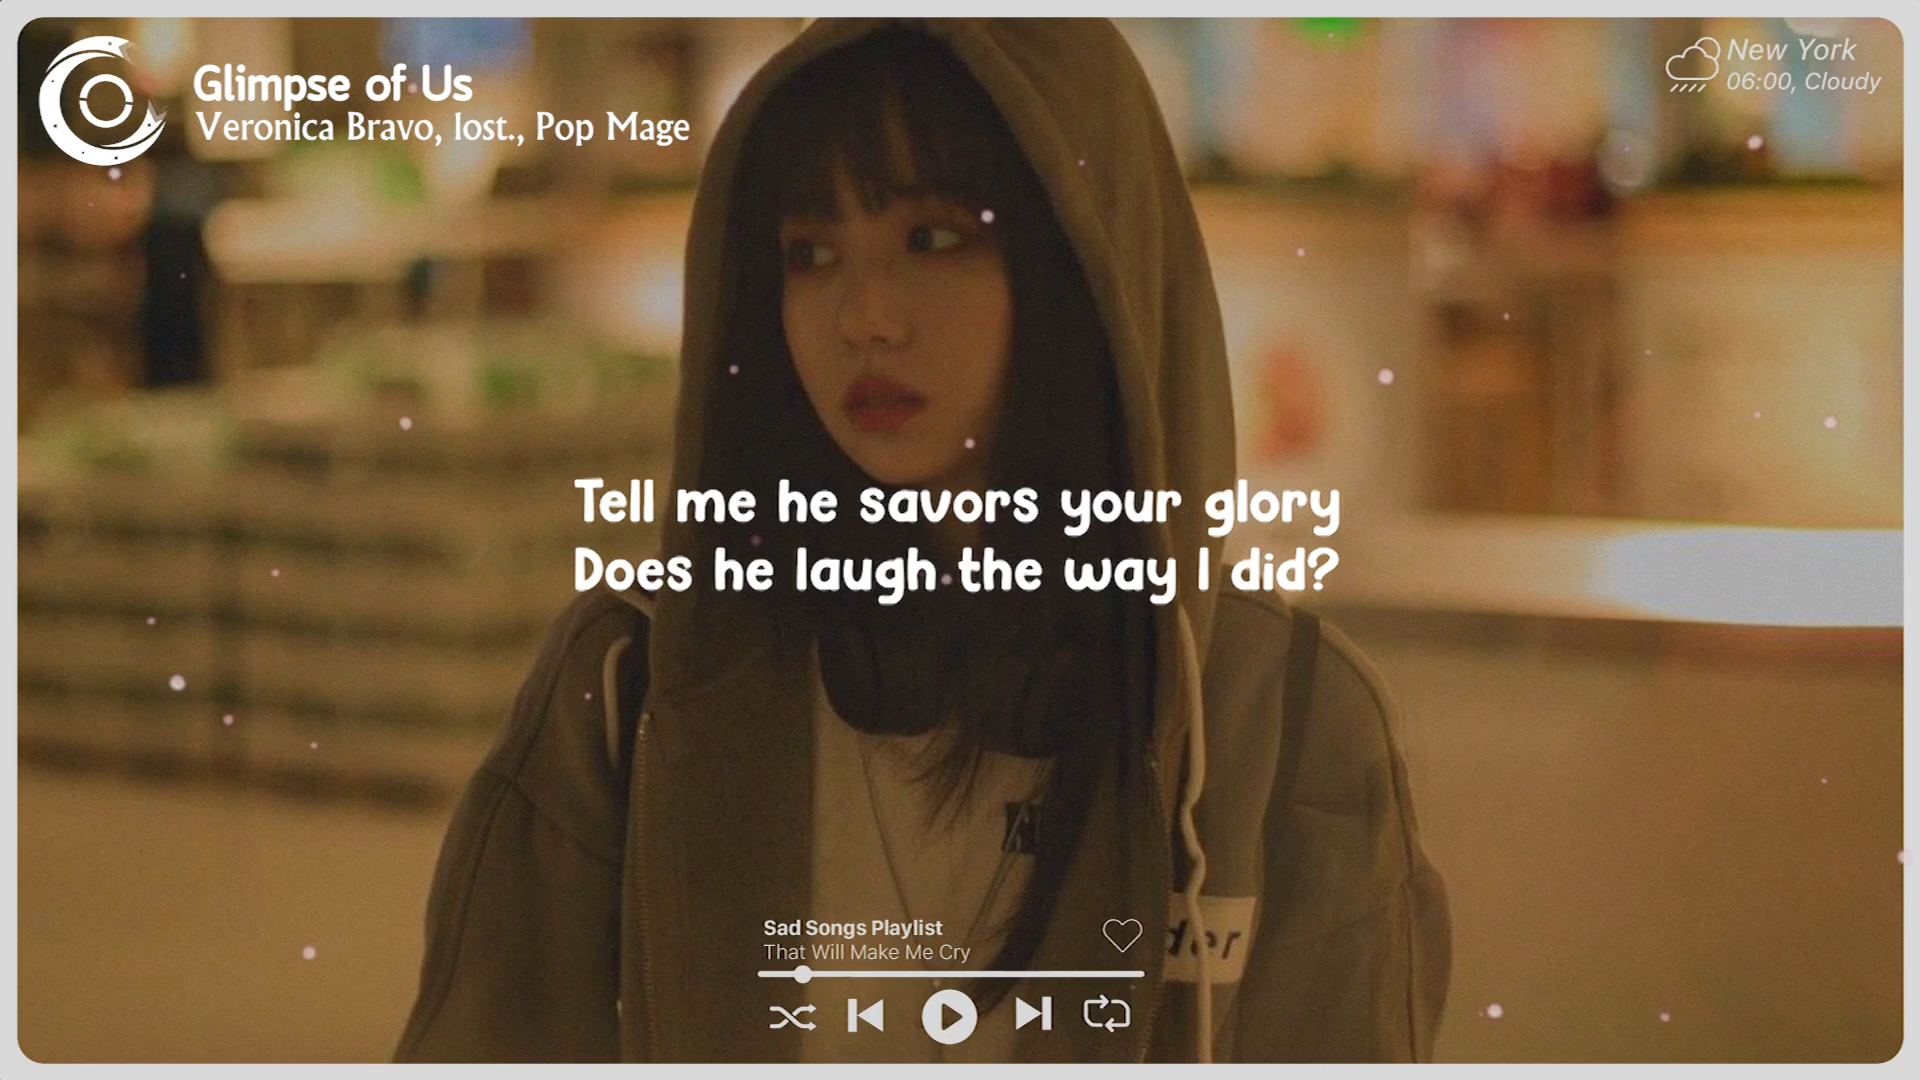 Glimpse of Us
Veronica Bravo, lost., Pop Mage
New York
06:00, Cloudy
Tell me he savors your glory
Does he laugh the way I did?
der
Sad Songs Playlist
That Will Make Me Cry